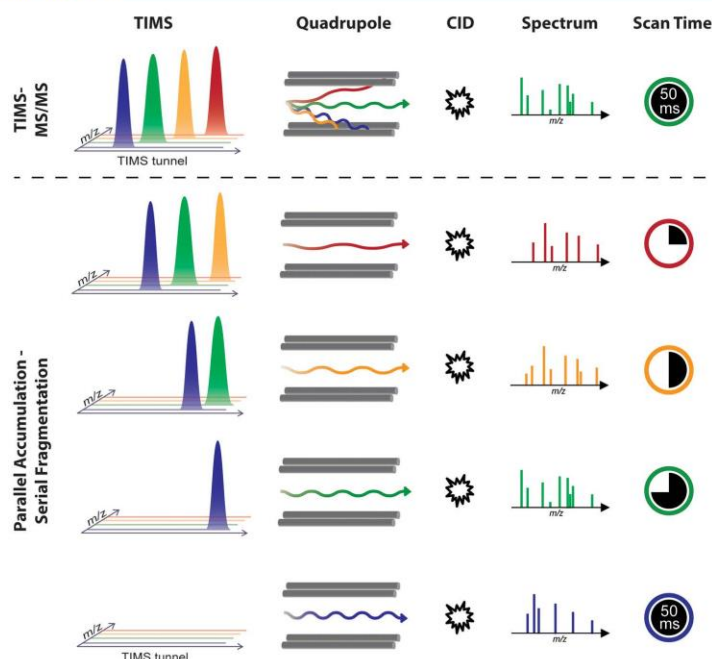 TIMS Quadrupole CID Spectrum Scan Time
TIMS-
MS/MS
m/z
TIMS tunnel
m/z
50
ms
Parallel Accumulation -
Serial Fragmentation
m/z
m/z
m/z
m/z
m/z
m/z
m/z
TIMS tunnel
m/z
50
ms